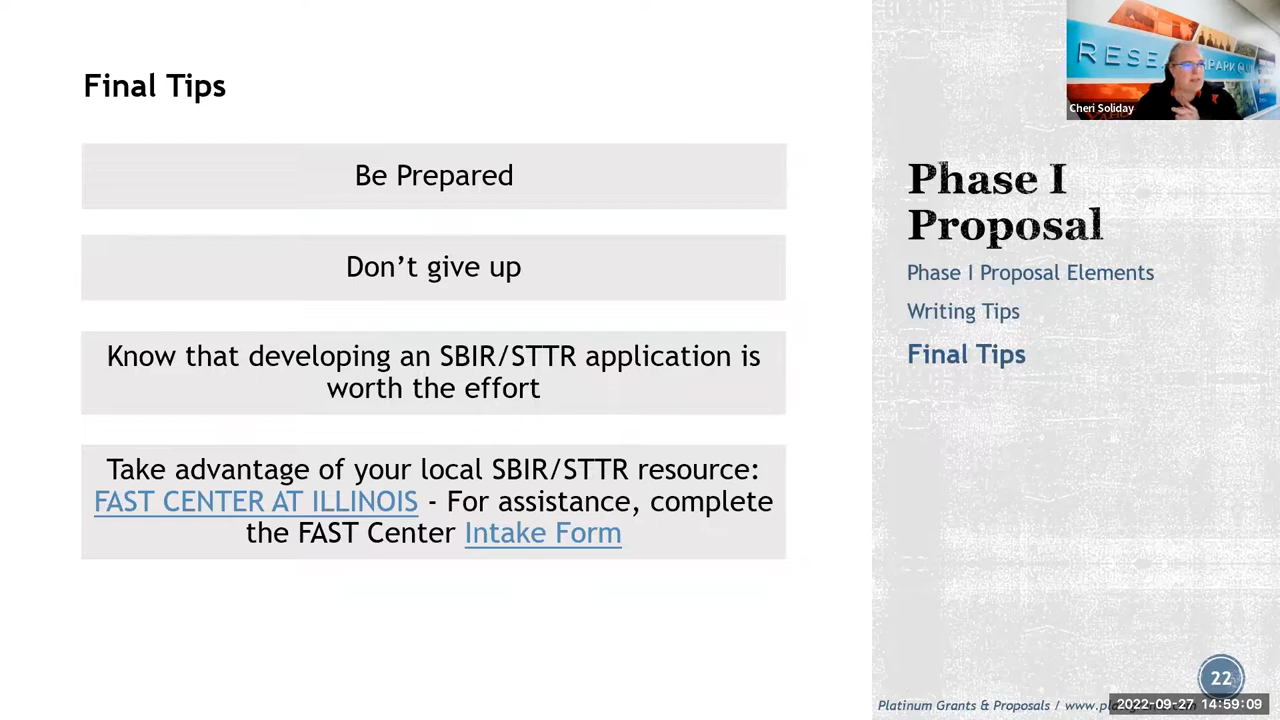 Final Tips
Be Prepared
Don’t give up
Know that developing an SBIR/STTR application is
worth the effort
Take advantage of your local SBIR/STTR resource:
FAST CENTER AT ILLINOIS - For assistance, complete
the FAST Center Intake Form
Cheri Soliday
Phase I
Proposal
Phase I Proposal Elements
Writing Tips
Final Tips
22
Platinum Grants & Proposals /
2022-09-27 14:59:09